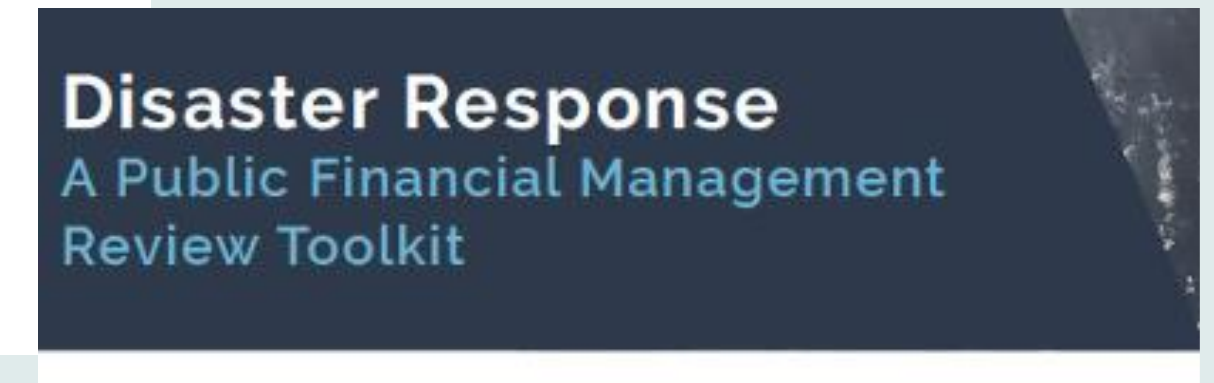 Disaster Response
A Public Financial Management
Review Toolkit